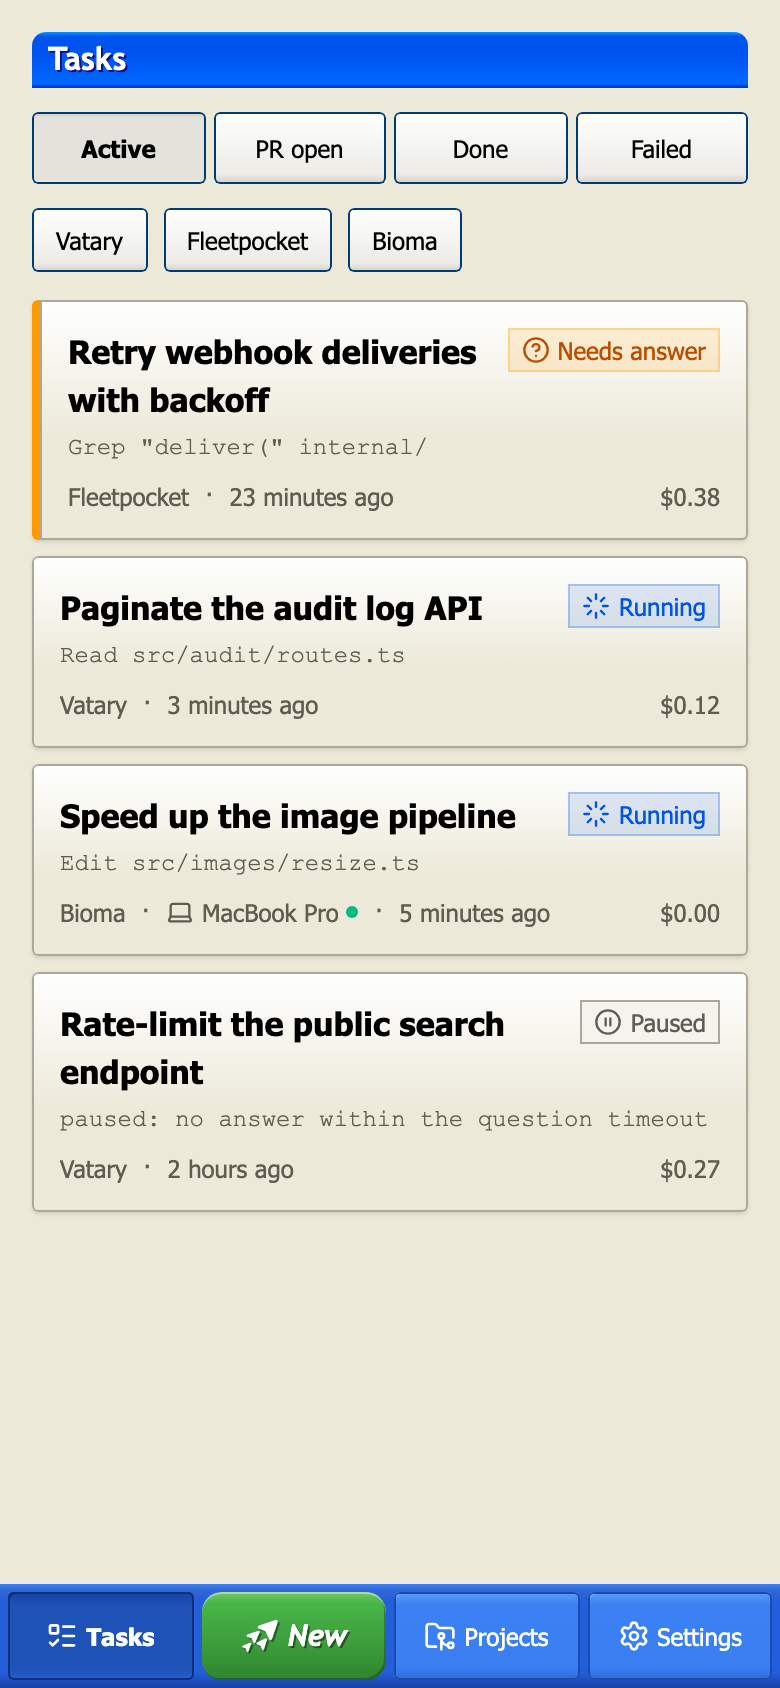 Tasks
Active PR open Done Failed
Vatary Fleetpocket Bioma
Retry webhook deliveries Needs answer
with backoff
Grep "deliver(" internal/
Fleetpocket · 23 minutes ago $0.38
Paginate the audit log API Running
Read src/audit/routes.ts
Vatary · 3 minutes ago $0.12
Speed up the image pipeline Running
Edit src/images/resize.ts
Bioma · MacBook Pro · 5 minutes ago $0.00
Rate-limit the public search Paused
endpoint
paused: no answer within the question timeout
Vatary · 2 hours ago $0.27
Tasks New Projects Settings